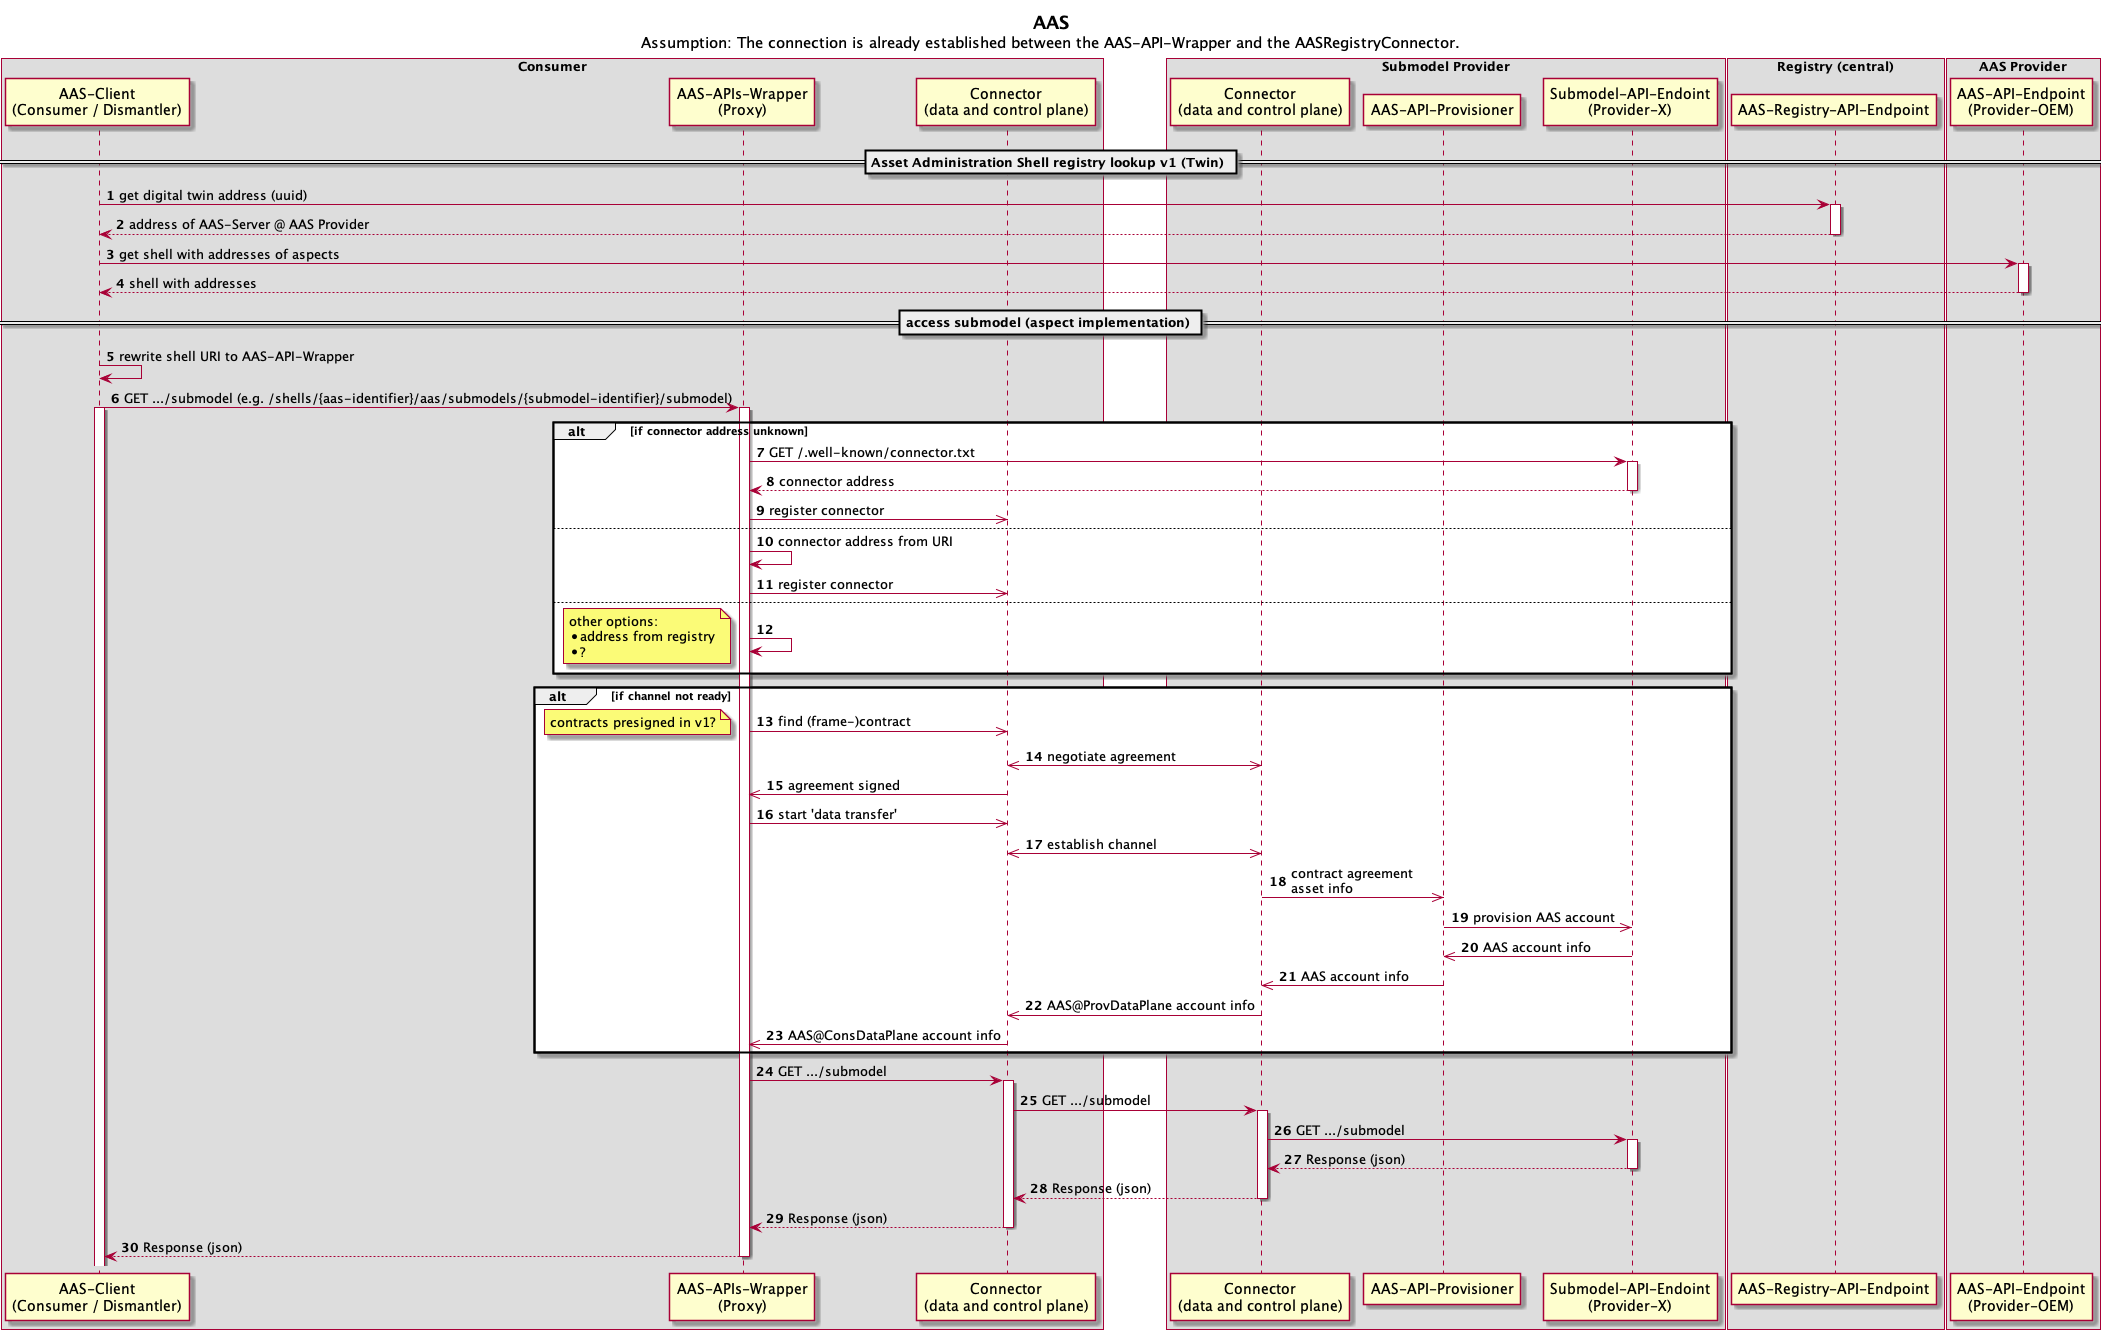 AAS
Assumption: The connection is already established between the AAS-API-Wrapper and the AASRegistryConnector.
Consumer
Submodel Provider
Registry (central)
AAS Provider
AAS-Client
(Consumer / Dismantler)
AAS-APIs-Wrapper
(Proxy)
Connector
(data and control plane)
Connector
(data and control plane)
AAS-API-Provisioner
Submodel-API-Endoint
(Provider-X)
AAS-Registry-API-Endpoint
AAS-API-Endpoint
(Provider-OEM)
Asset Administration Shell registry lookup v1 (Twin)
1 get digital twin address (uuid)
2 address of AAS-Server @ AAS Provider
3 get shell with addresses of aspects
4 shell with addresses
access submodel (aspect implementation)
5 rewrite shell URI to AAS-API-Wrapper
6 GET .../submodel (e.g. /shells/{aas-identifier}/aas/submodels/{submodel-identifier}/submodel)
alt [if connector address unknown]
7 GET /.well-known/connector.txt
8 connector address
9 register connector
10 connector address from URI
11 register connector
other options:
• address from registry
• ?
12
alt [if channel not ready]
contracts presigned in v1?
13 find (frame-)contract
14 negotiate agreement
15 agreement signed
16 start 'data transfer'
17 establish channel
18 contract agreement
asset info
19 provision AAS account
20 AAS account info
21 AAS account info
22 AAS@ProvDataPlane account info
23 AAS@ConsDataPlane account info
24 GET .../submodel
25 GET .../submodel
26 GET .../submodel
27 Response (json)
28 Response (json)
29 Response (json)
30 Response (json)
AAS-Client
(Consumer / Dismantler)
AAS-APIs-Wrapper
(Proxy)
Connector
(data and control plane)
Connector
(data and control plane)
AAS-API-Provisioner
Submodel-API-Endoint
(Provider-X)
AAS-Registry-API-Endpoint
AAS-API-Endpoint
(Provider-OEM)